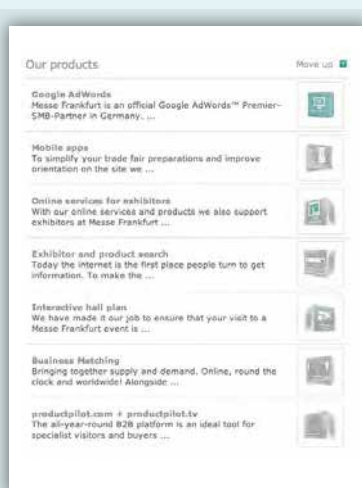 Our products
Move up
Google AdWords
Messe Frankfurt is an official Google AdWords™ Premier-
SMB-Partner in Germany. ...
Mobile apps
To simplify your trade fair preparations and improve
orientation on the site we ...
Online services for exhibitors
With our online services and products we also support
exhibitors at Messe Frankfurt ...
Exhibitor and product search
Today the internet is the first place people turn to get
information. To make the ...
Interactive hall plan
We have made it our job to ensure that your visit to a
Messe Frankfurt event is ...
Business Matching
Bringing together supply and demand. Online, round the
clock and worldwide! Alongside ...
productpilot.com + productpilot.tv
The all-year-round B2B platform is an ideal tool for
specialist visitors and buyers ...